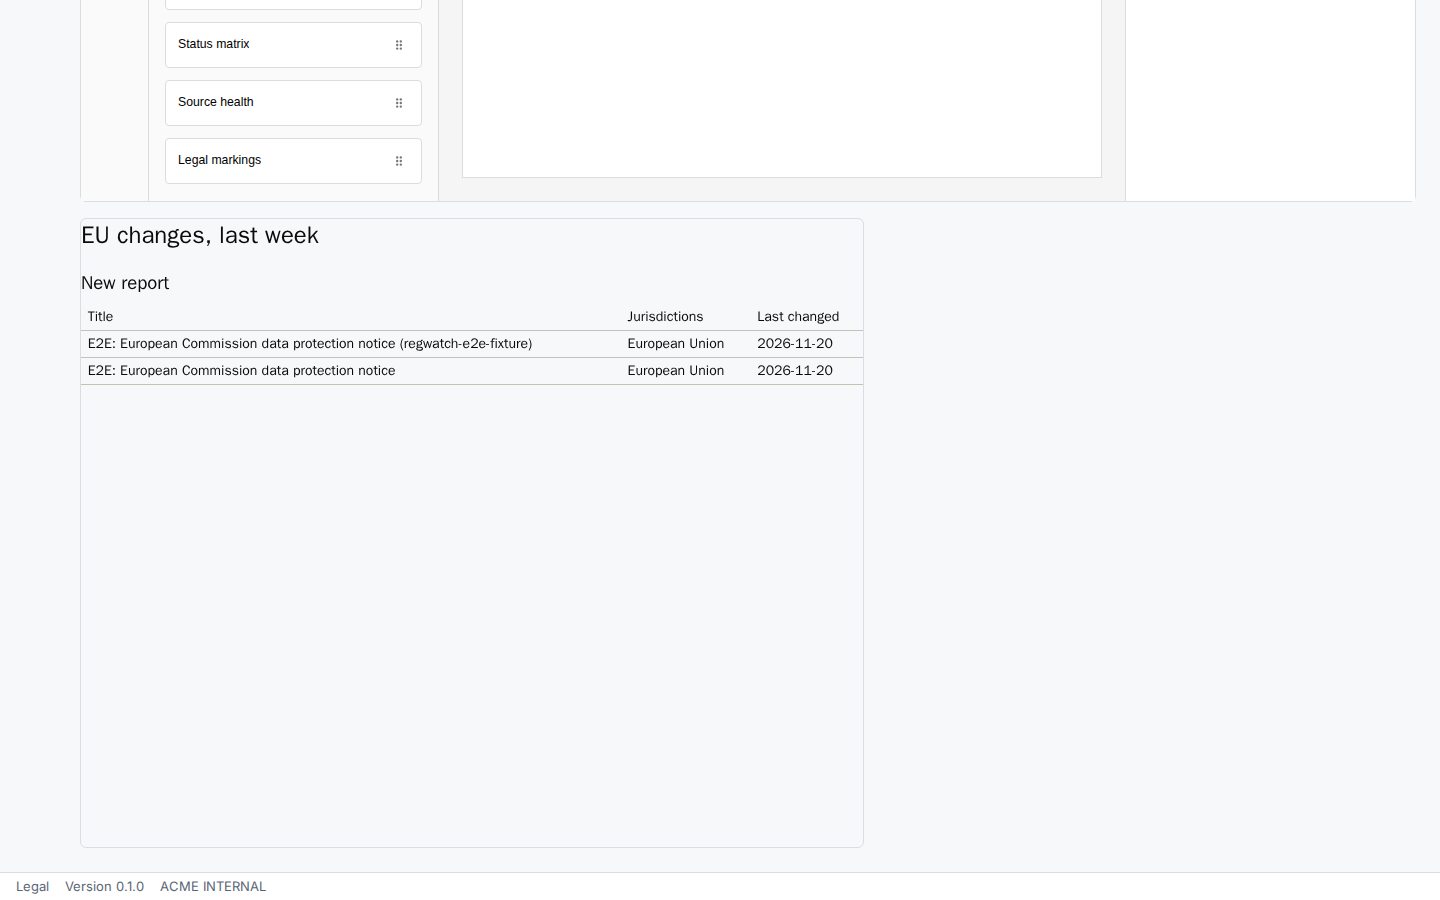 Status matrix
Source health
Legal markings
EU changes, last week
New report
Title Jurisdictions Last changed
E2E: European Commission data protection notice (regwatch-e2e-fixture) European Union 2026-11-20
E2E: European Commission data protection notice European Union 2026-11-20
Legal Version 0.1.0 ACME INTERNAL